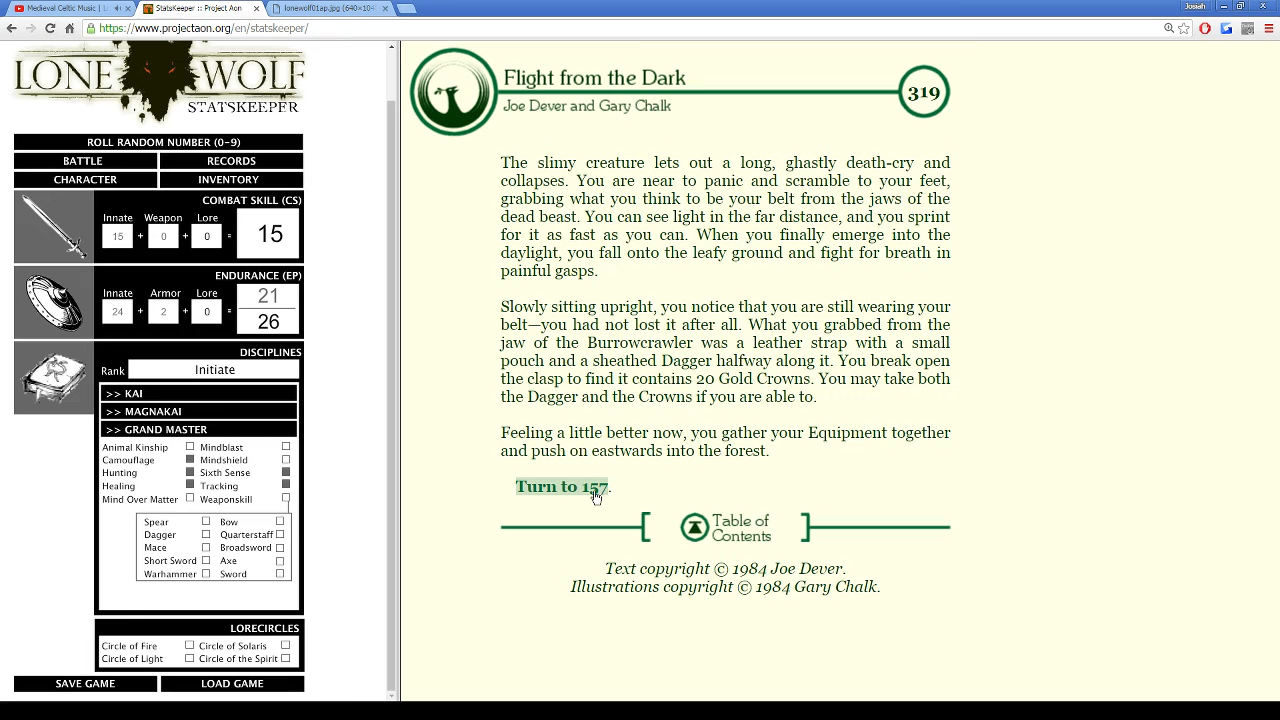 Medieval Celtic Music |
StatsKeeper :: Project Aon
lonewolf01ap.jpg (640×104
Josiah
https://www.projectaon.org/en/statskeeper/
LONE WOLF
STATSKEEPER
ROLL RANDOM NUMBER (0-9)
BATTLE RECORDS
CHARACTER INVENTORY
COMBAT SKILL (CS)
Innate Weapon Lore
15 + 0 + 0 = 15
ENDURANCE (EP)
Innate Armor Lore 21
24 + 2 + 0 = 26
DISCIPLINES
Rank Initiate
>> KAI
>> MAGNAKAI
>> GRAND MASTER
Animal Kinship Mindblast
Camouflage Mindshield
Hunting Sixth Sense
Healing Tracking
Mind Over Matter Weaponskill
Spear Bow
Dagger Quarterstaff
Mace Broadsword
Short Sword Axe
Warhammer Sword
LORECIRCLES
Circle of Fire Circle of Solaris
Circle of Light Circle of the Spirit
SAVE GAME LOAD GAME
Flight from the Dark
Joe Dever and Gary Chalk
319
The slimy creature lets out a long, ghastly death-cry and
collapses. You are near to panic and scramble to your feet,
grabbing what you think to be your belt from the jaws of the
dead beast. You can see light in the far distance, and you sprint
for it as fast as you can. When you finally emerge into the
daylight, you fall onto the leafy ground and fight for breath in
painful gasps.
Slowly sitting upright, you notice that you are still wearing your
belt—you had not lost it after all. What you grabbed from the
jaw of the Burrowcrawler was a leather strap with a small
pouch and a sheathed Dagger halfway along it. You break open
the clasp to find it contains 20 Gold Crowns. You may take both
the Dagger and the Crowns if you are able to.
Feeling a little better now, you gather your Equipment together
and push on eastwards into the forest.
Turn to 157.
Table of
Contents
Text copyright © 1984 Joe Dever.
Illustrations copyright © 1984 Gary Chalk.